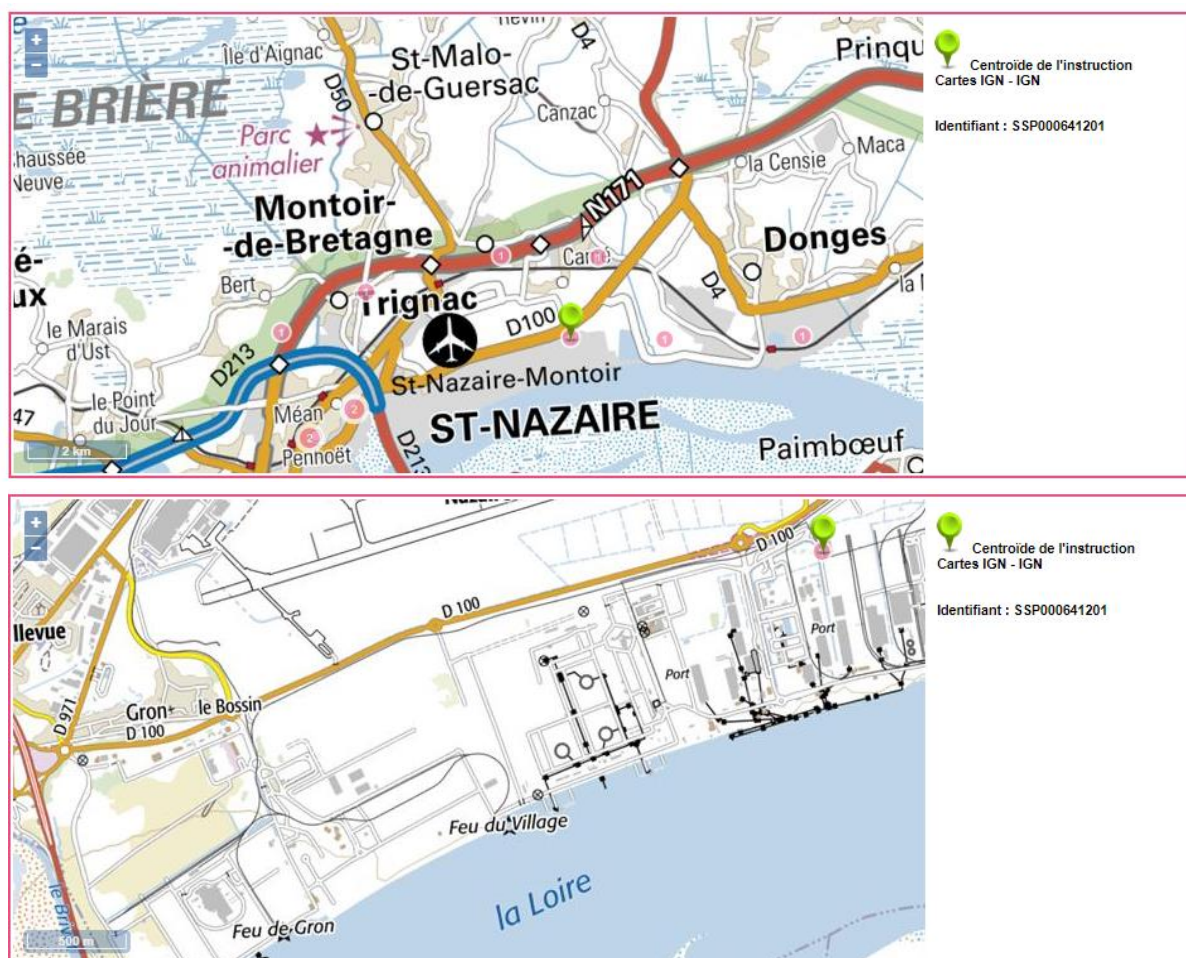 Île d'Aignac
St-Malo-
-de-Guersac
D4
Prinqu
E BRIÈRE
D50
Canzac
Parc
animalier
Maca
haussée
Neuve
la Censie
N171
Montoir-
-de-Bretagne
Donges
é-
ux
Bert
Trignac
D4
le Marais
d'Ust
D100
D213
St-Nazaire-Montoir
47
le Point
du Jour
Méan
ST-NAZAIRE
D213
Paimbœuf
Pennoët
2 km
Centroïde de l'instruction
Cartes IGN - IGN
Identifiant : SSP000641201
D 100
D 100
llevue
Port
Port
D 971
Gron
le Bossin
D 100
Feu du Village
la Loire
Feu de Gron
le Briv
500 m
Centroïde de l'instruction
Cartes IGN - IGN
Identifiant : SSP000641201